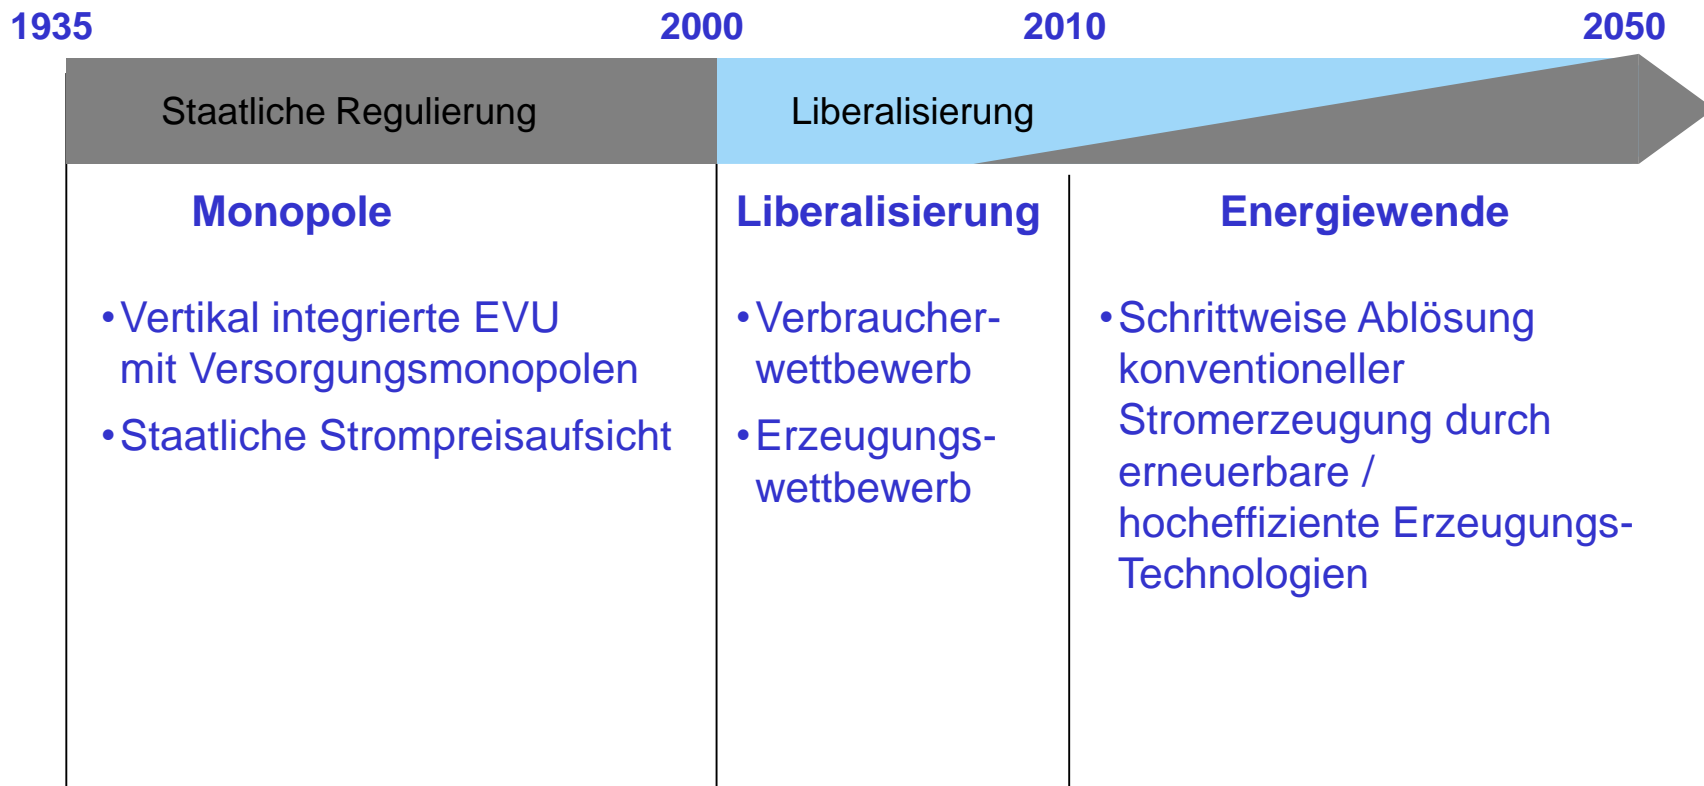 1935 2000 2010 2050
Staatliche Regulierung Liberalisierung
Monopole
•Vertikal integrierte EVU
mit Versorgungsmonopolen
•Staatliche Strompreisaufsicht
Liberalisierung
•Verbraucher-
wettbewerb
•Erzeugungs-
wettbewerb
Energiewende
•Schrittweise Ablösung
konventioneller
Stromerzeugung durch
erneuerbare /
hocheffiziente Erzeugungs-
Technologien